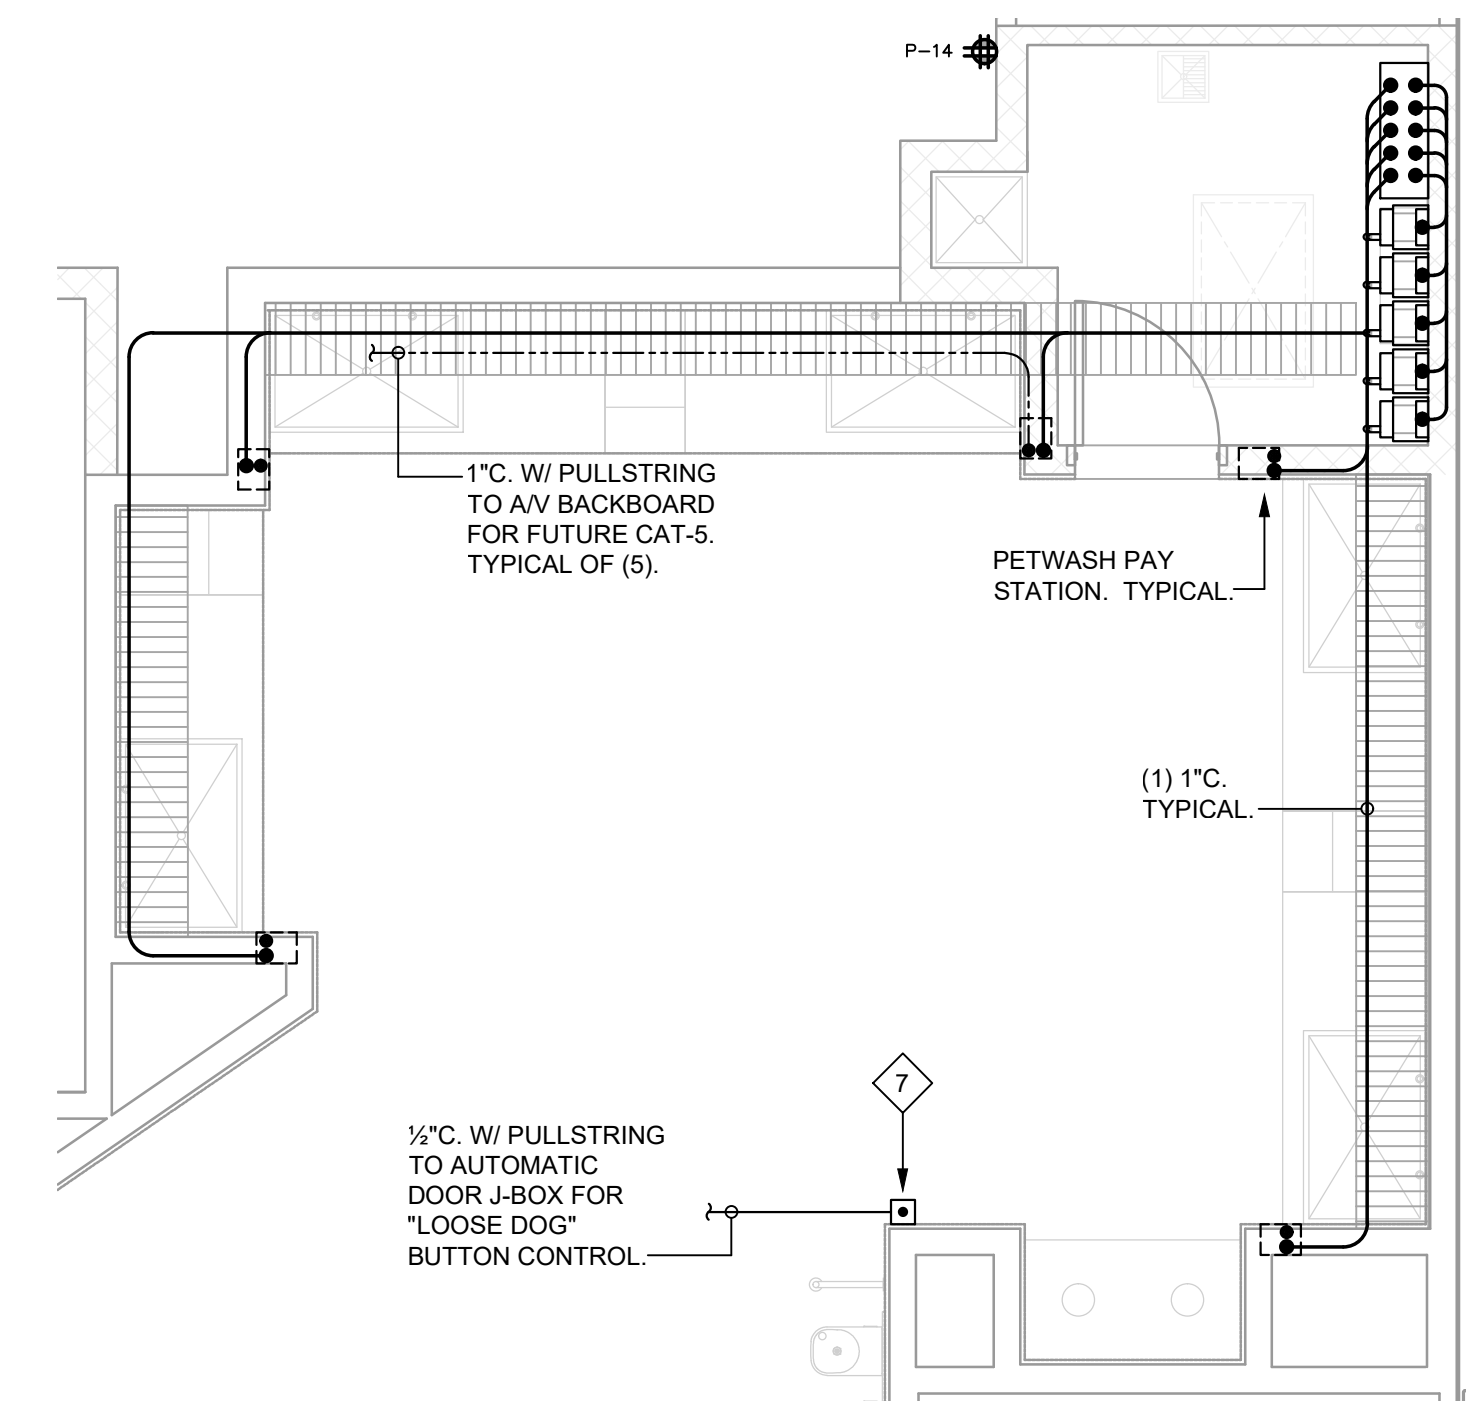 P-14
1"C. W/ PULLSTRING
TO A/V BACKBOARD
FOR FUTURE CAT-5.
TYPICAL OF (5).
PETWASH PAY
STATION. TYPICAL.
(1) 1"C.
TYPICAL.
7
½"C. W/ PULLSTRING
TO AUTOMATIC
DOOR J-BOX FOR
"LOOSE DOG"
BUTTON CONTROL.